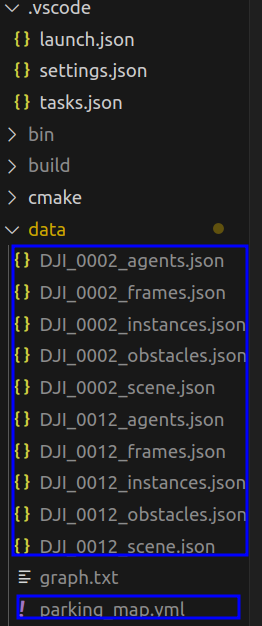 .vscode
{} launch.json
{} settings.json
{} tasks.json
bin
build
cmake
data
{} DJI_0002_agents.json
{} DJI_0002_frames.json
{} DJI_0002_instances.json
{} DJI_0002_obstacles.json
{} DJI_0002_scene.json
{} DJI_0012_agents.json
{} DJI_0012_frames.json
{} DJI_0012_instances.json
{} DJI_0012_obstacles.json
{} DJI_0012_scene.json
graph.txt
! parking_map.yml